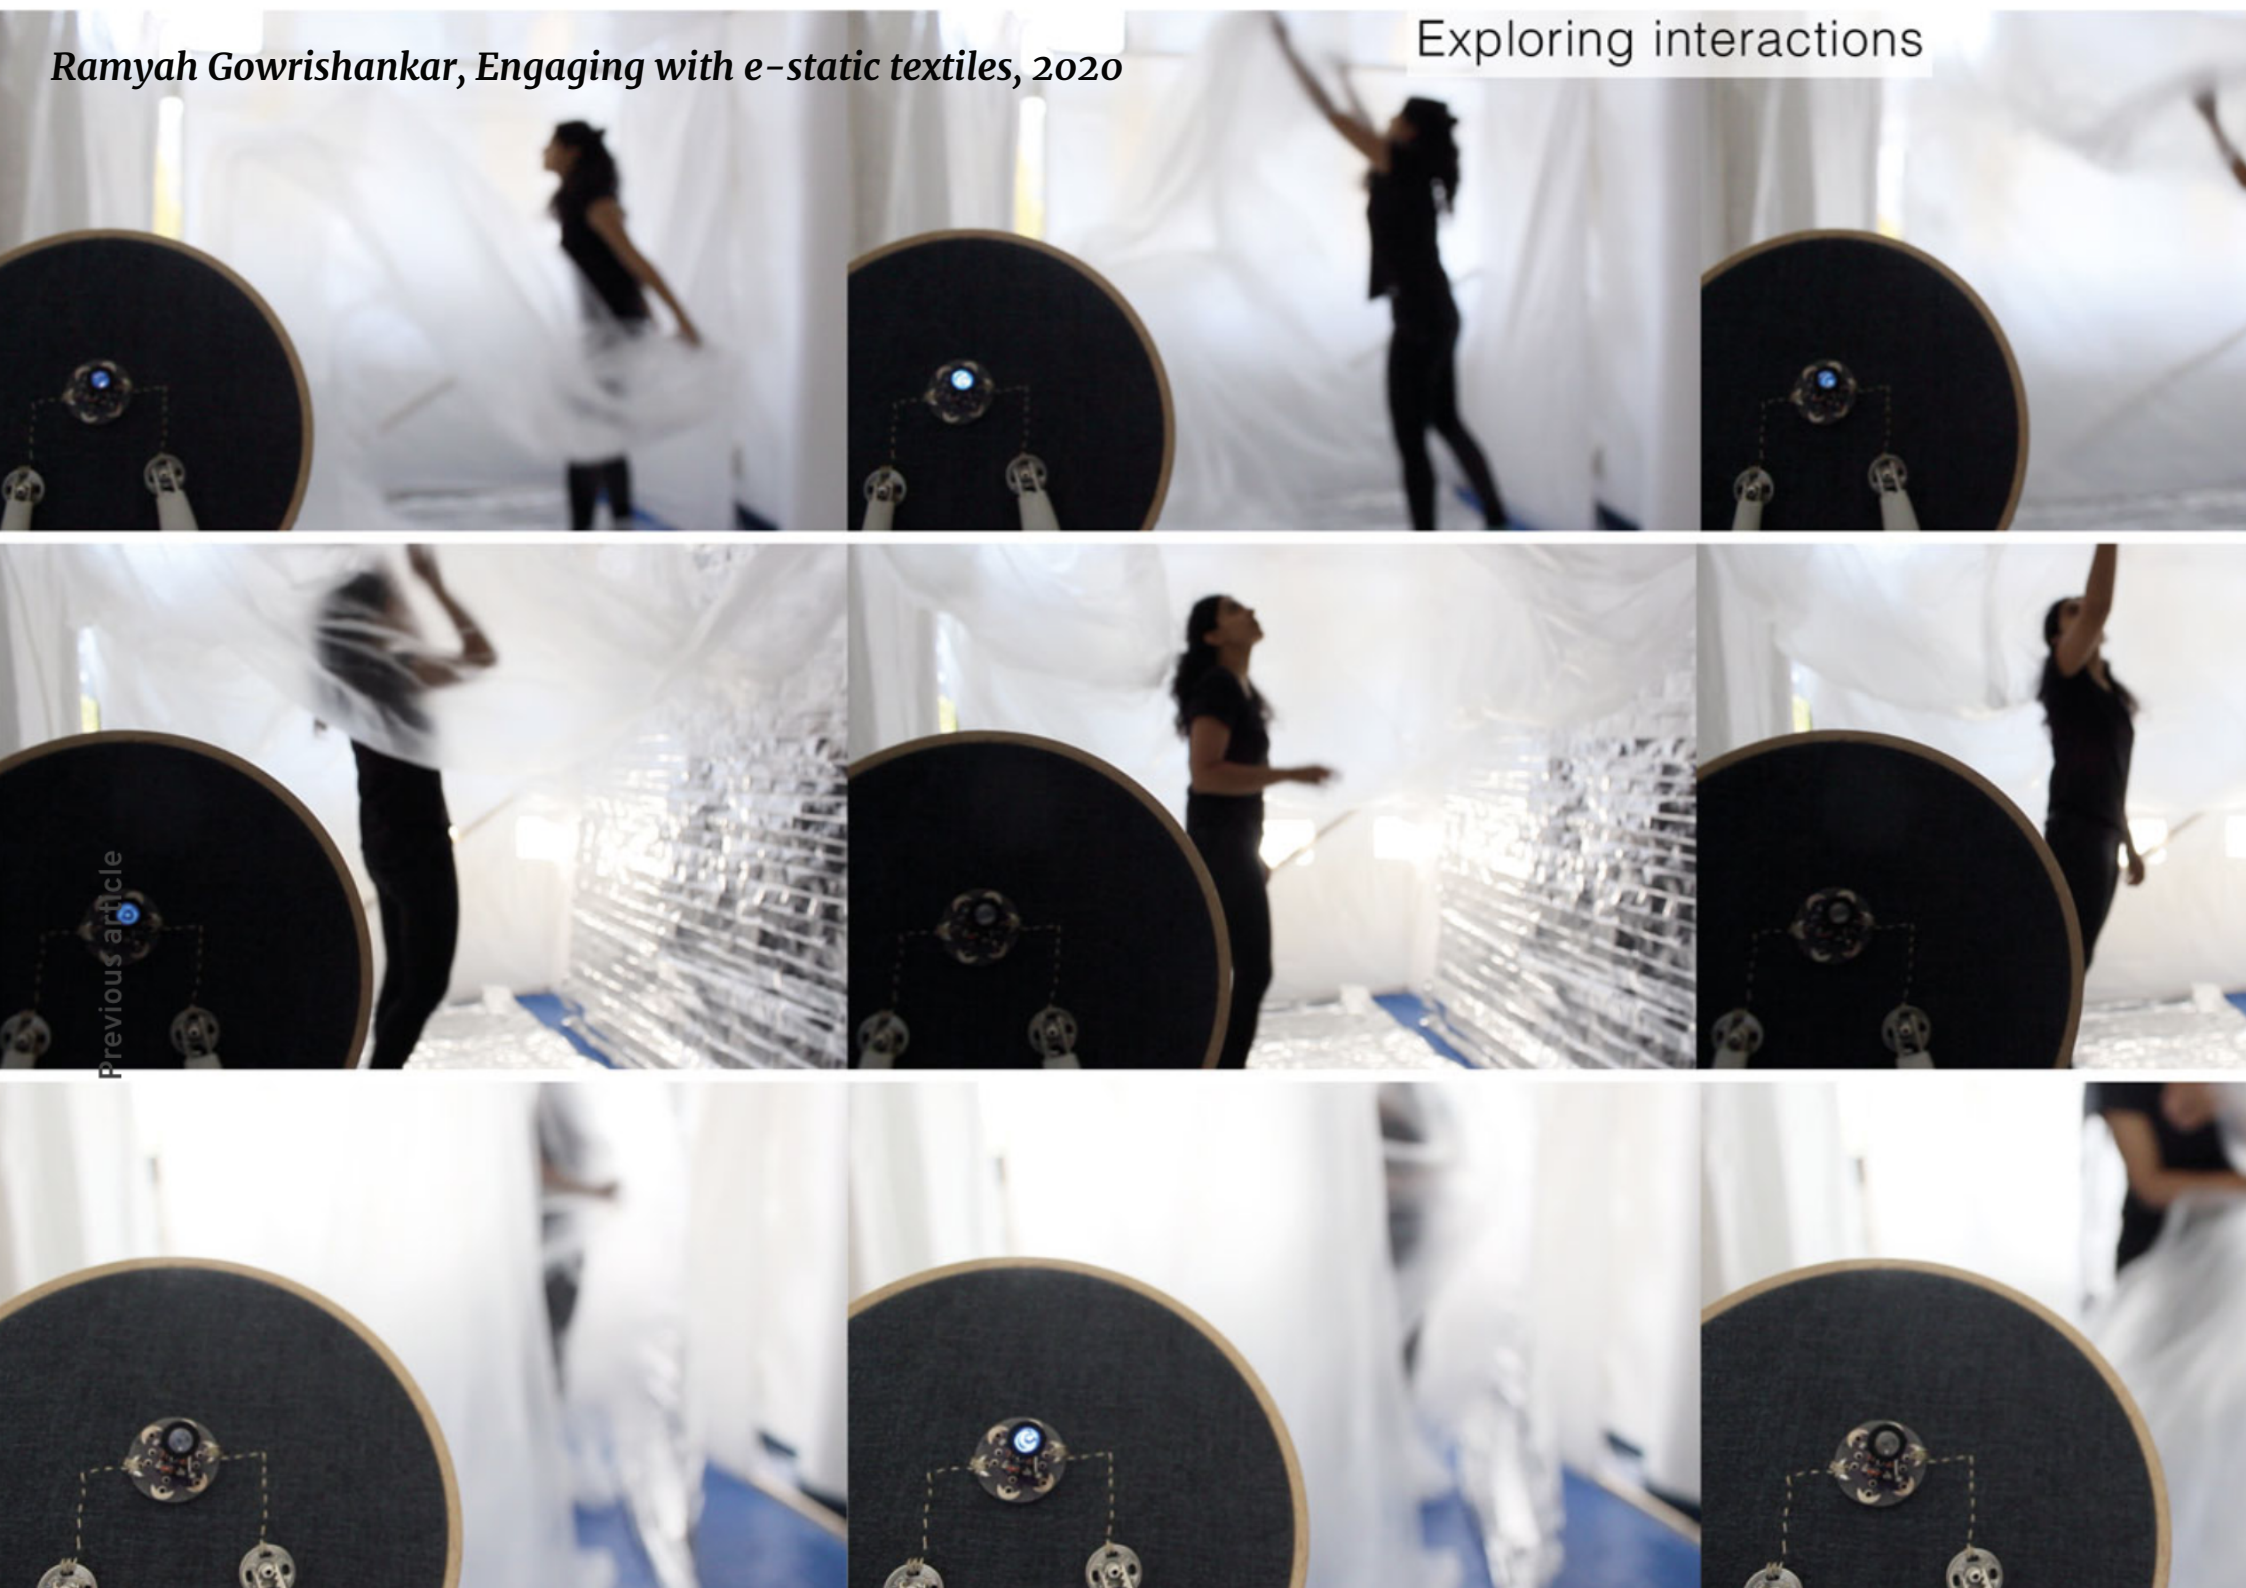 Ramyah Gowrishankar, Engaging with e-static textiles, 2020
Exploring interactions
Previous article